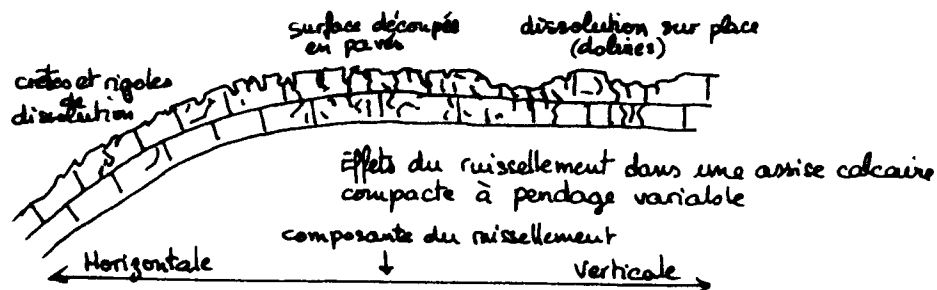 surface découpée
en pavés
dissolution sur place
(dolines)
crêtes et rigoles
de
dissolution
Effets du ruissellement dans une assise calcaire
compacte à pendage variable
composante du ruissellement
Horizontale
Verticale